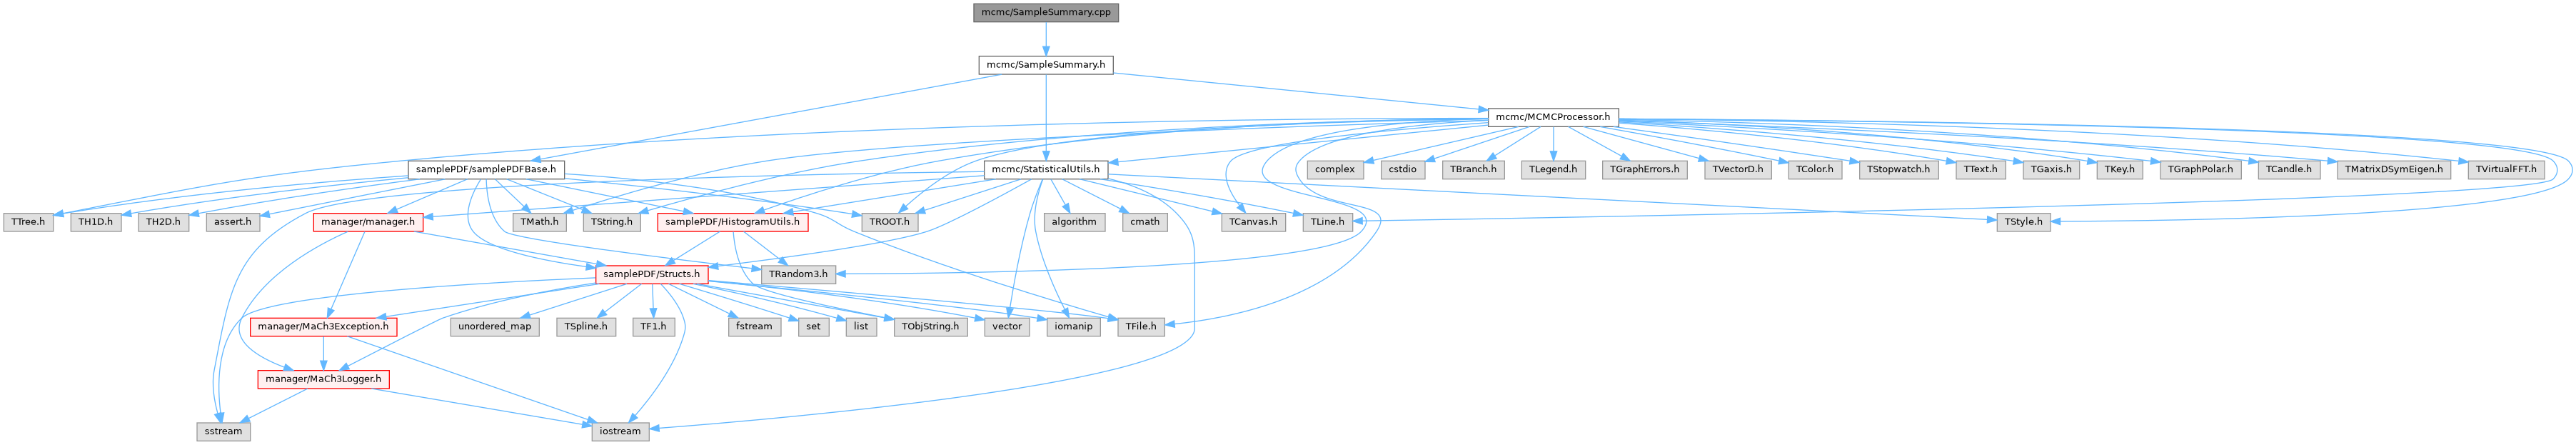 mcmc/SampleSummary.cpp
mcmc/SampleSummary.h
mcmc/MCMCProcessor.h
samplePDF/samplePDFBase.h
mcmc/StatisticalUtils.h
complex
cstdio
TBranch.h
TLegend.h
TGraphErrors.h
TVectorD.h
TColor.h
TStopwatch.h
TText.h
TGaxis.h
TKey.h
TGraphPolar.h
TCandle.h
TMatrixDSymEigen.h
TVirtualFFT.h
TTree.h
TH1D.h
TH2D.h
assert.h
manager/manager.h
TMath.h
TString.h
samplePDF/HistogramUtils.h
TROOT.h
algorithm
cmath
TCanvas.h
TLine.h
TStyle.h
samplePDF/Structs.h
TRandom3.h
manager/MaCh3Exception.h
unordered_map
TSpline.h
TF1.h
fstream
set
list
TObjString.h
vector
iomanip
TFile.h
manager/MaCh3Logger.h
sstream
iostream